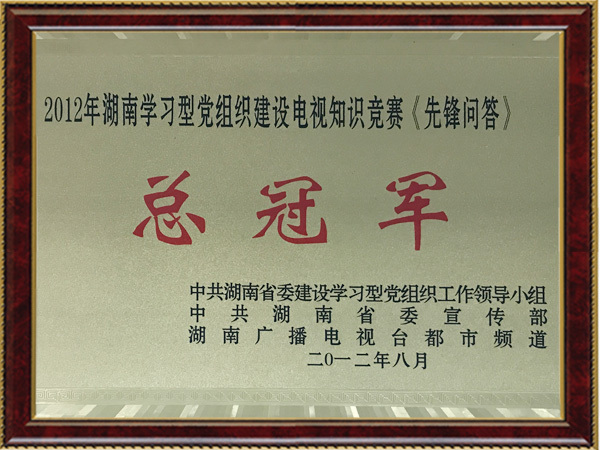 2012年湖南学习型党组织建设电视知识竞赛《先锋问答》
总冠军
中共湖南省委建设学习型党组织工作领导小组
中共湖南省委宣传部
湖南广播电视台都市频道
二〇一二年八月